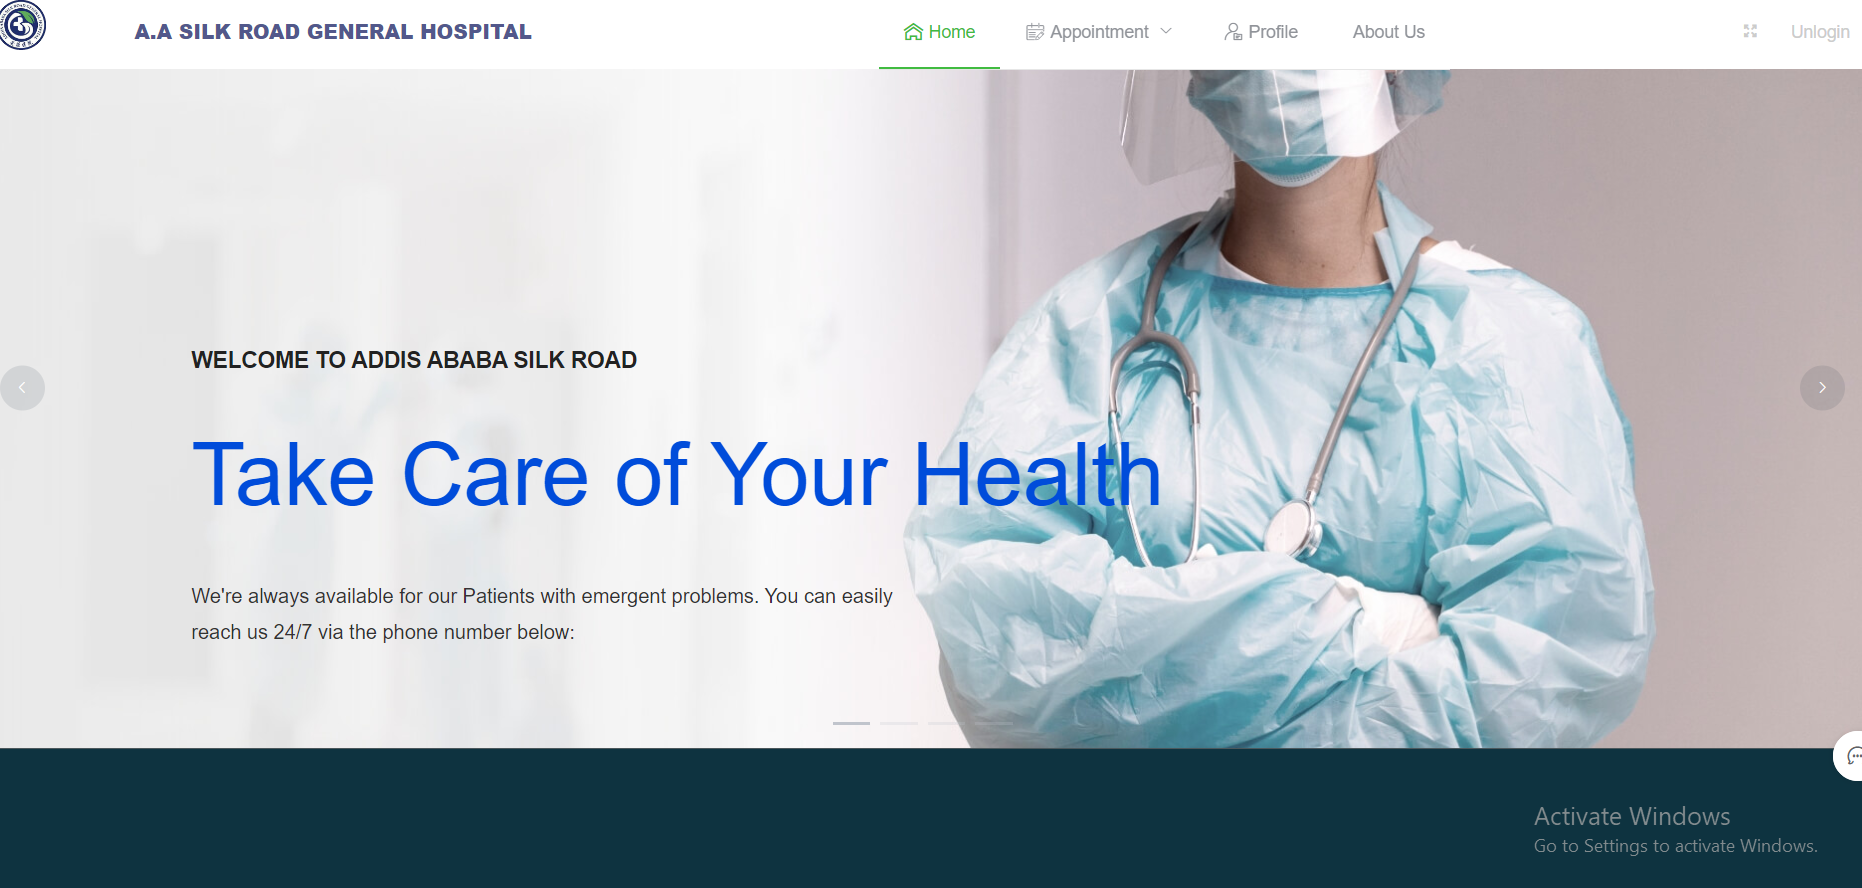 A.A SILK ROAD GENERAL HOSPITAL
Home
Appointment
Profile
About Us
Unlogin
WELCOME TO ADDIS ABABA SILK ROAD
Take Care of Your Health
We're always available for our Patients with emergent problems. You can easily
reach us 24/7 via the phone number below:
Activate Windows
Go to Settings to activate Windows.